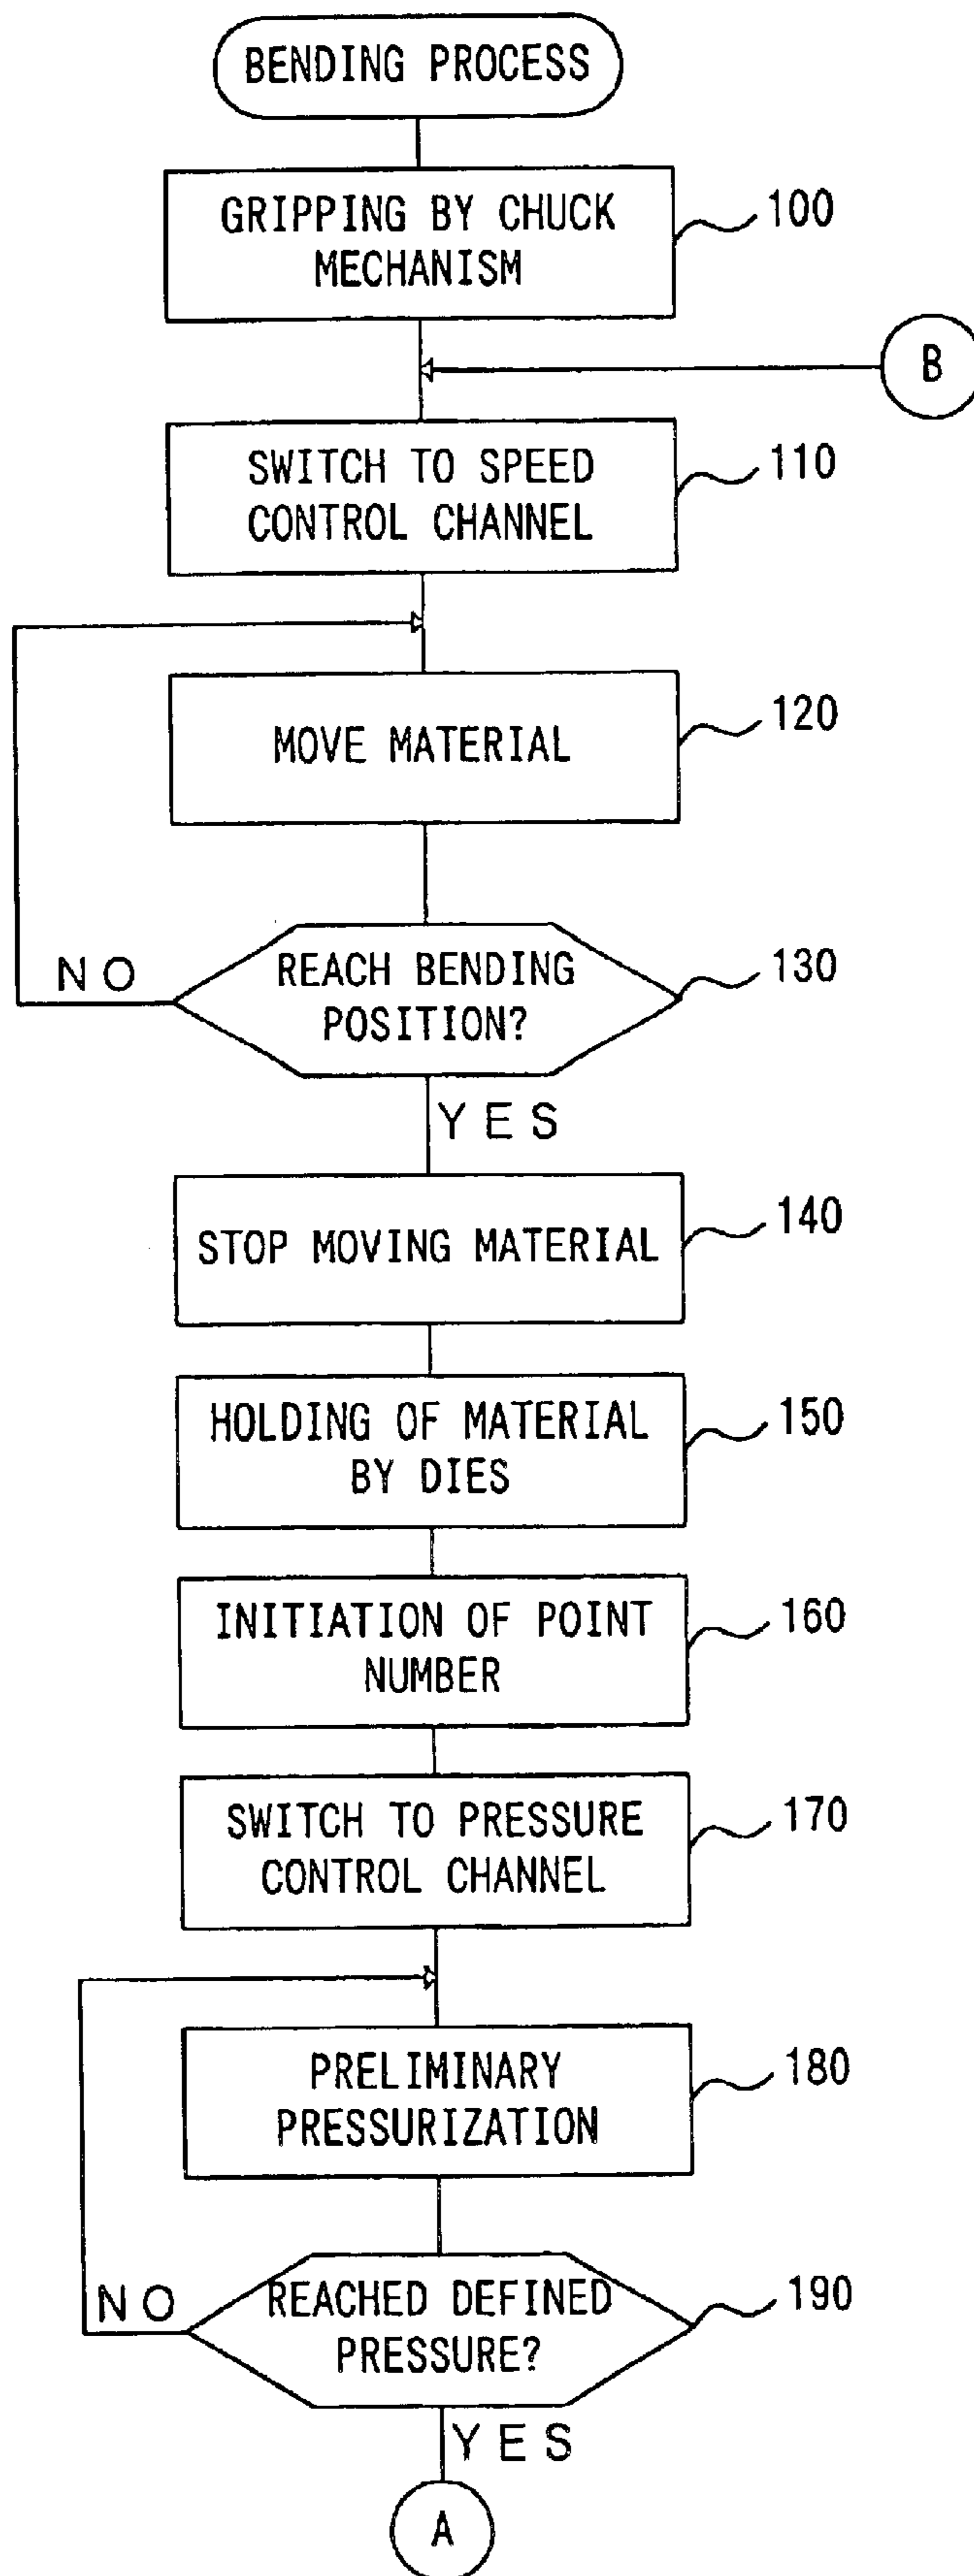 BENDING PROCESS
GRIPPING BY CHUCK
MECHANISM
100
B
SWITCH TO SPEED
CONTROL CHANNEL
110
MOVE MATERIAL
120
REACH BENDING
POSITION?
130
NO
YES
STOP MOVING MATERIAL
140
HOLDING OF MATERIAL
BY DIES
150
INITIATION OF POINT
NUMBER
160
SWITCH TO PRESSURE
CONTROL CHANNEL
170
PRELIMINARY
PRESSURIZATION
180
REACHED DEFINED
PRESSURE?
190
NO
YES
A